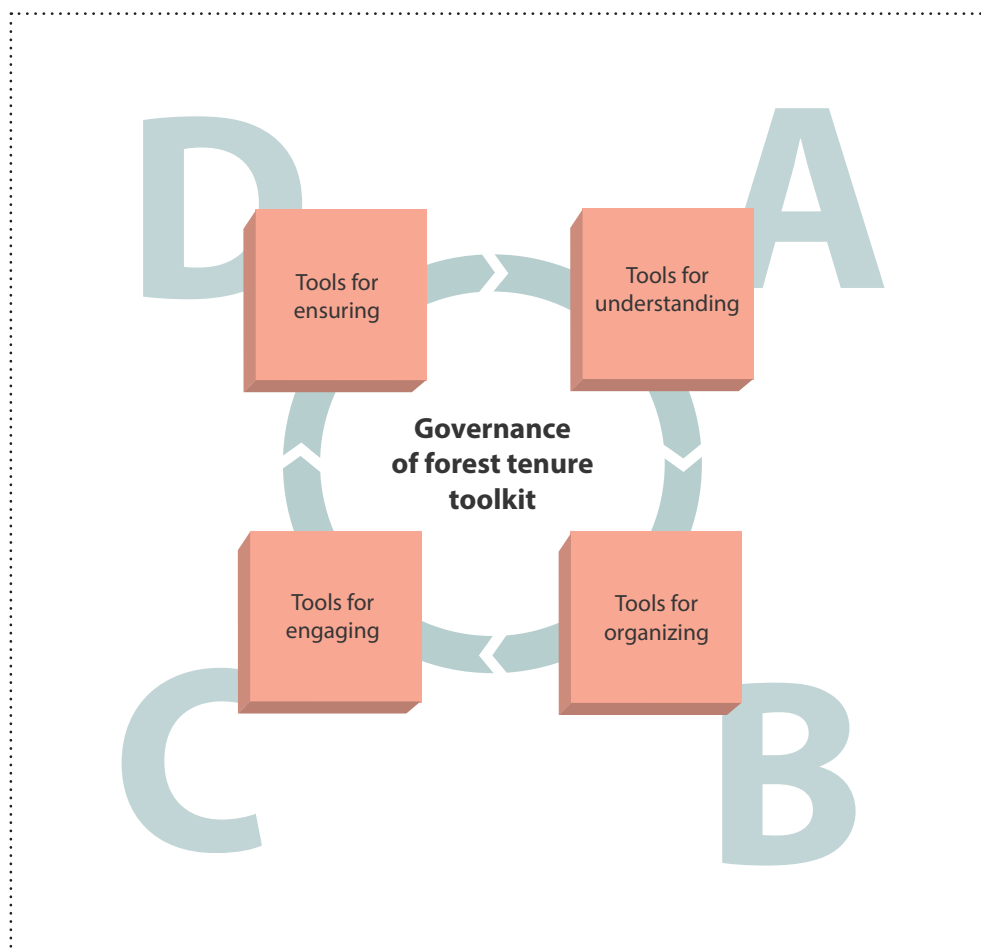 D
A
Tools for
ensuring
Tools for
understanding
Governance
of forest tenure
toolkit
Tools for
engaging
Tools for
organizing
C
B